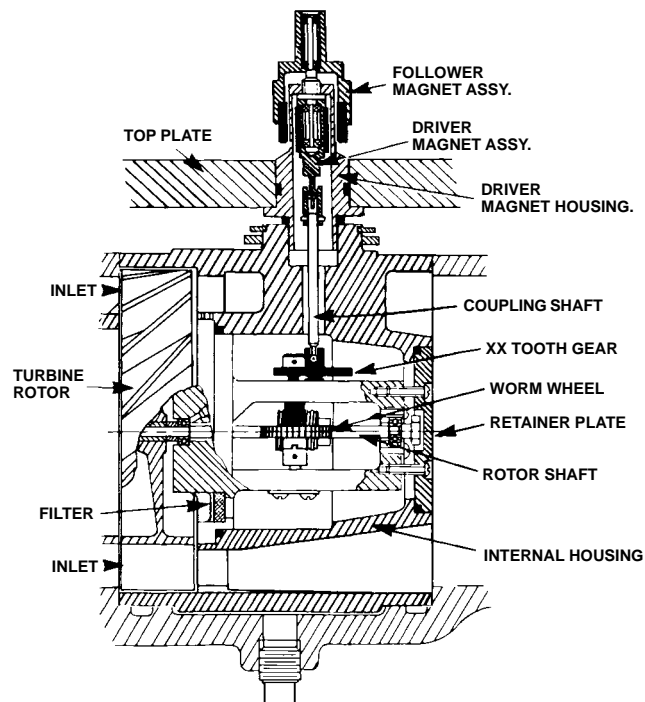 FOLLOWER
MAGNET ASSY.
TOP PLATE
DRIVER
MAGNET ASSY.
DRIVER
MAGNET HOUSING.
INLET
COUPLING SHAFT
XX TOOTH GEAR
TURBINE
ROTOR
WORM WHEEL
RETAINER PLATE
ROTOR SHAFT
FILTER
INTERNAL HOUSING
INLET